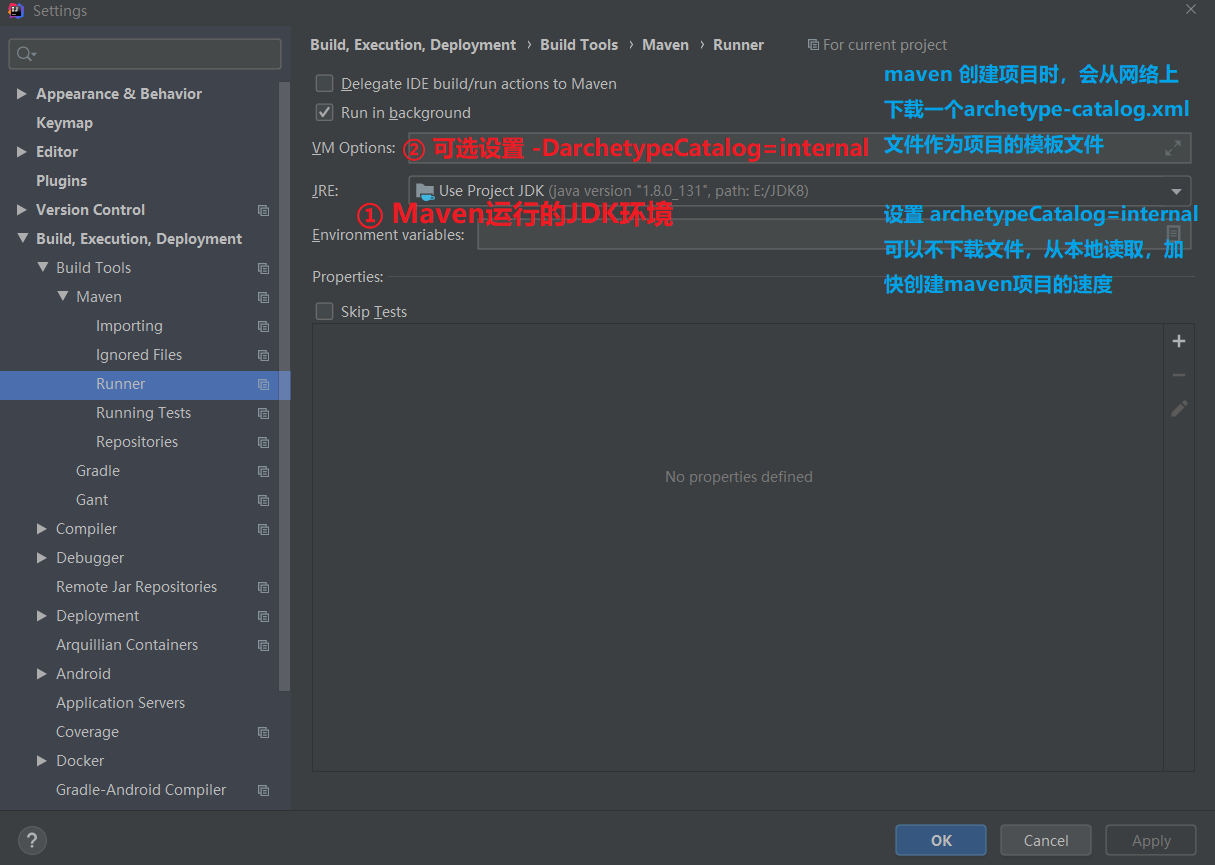 Settings
Build, Execution, Deployment › Build Tools › Maven › Runner For current project
Appearance & Behavior
Keymap
Editor
Plugins
Version Control
Build, Execution, Deployment
Build Tools
Maven
Importing
Ignored Files
Runner
Running Tests
Repositories
Gradle
Gant
Compiler
Debugger
Remote Jar Repositories
Deployment
Arquillian Containers
Android
Application Servers
Coverage
Docker
Gradle-Android Compiler
Delegate IDE build/run actions to Maven
Run in background
VM Options: ② 可选设置 -DarchetypeCatalog=internal
JRE: Use Project JDK (java version "1.8.0_131", path: E:/JDK8)
① Maven运行的JDK环境
Environment variables:
Properties:
Skip Tests
No properties defined
maven 创建项目时，会从网络上
下载一个archetype-catalog.xml
文件作为项目的模板文件
设置 archetypeCatalog=internal
可以不下载文件，从本地读取，加
快创建maven项目的速度
?
OK
Cancel
Apply